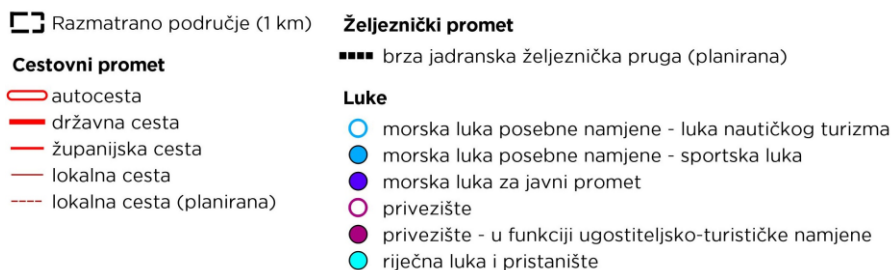 Razmatrano područje (1 km)
Cestovni promet
autocesta
državna cesta
županijska cesta
lokalna cesta
lokalna cesta (planirana)
Željeznički promet
brza jadranska željeznička pruga (planirana)
Luke
morska luka posebne namjene - luka nautičkog turizma
morska luka posebne namjene - sportska luka
morska luka za javni promet
privezište
privezište - u funkciji ugostiteljsko-turističke namjene
riječna luka i pristanište